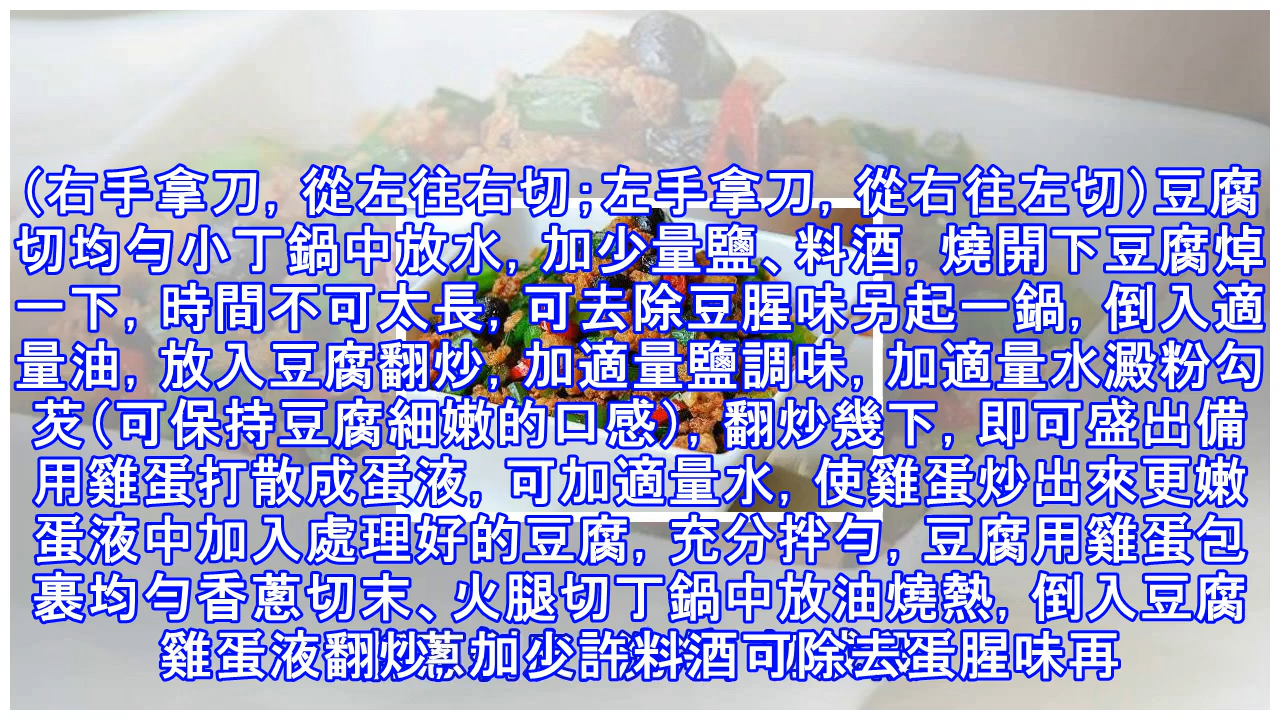 (右手拿刀, 從左往右切;左手拿刀, 從右往左切)豆腐
切均勻小丁鍋中放水, 加少量鹽、料酒, 燒開下豆腐焯
一下, 時間不可太長, 可去除豆腥味另起一鍋, 倒入適
量油, 放入豆腐翻炒, 加適量鹽調味, 加適量水澱粉勾
芡(可保持豆腐細嫩的口感), 翻炒幾下, 即可盛出備
用雞蛋打散成蛋液, 可加適量水, 使雞蛋炒出來更嫩
蛋液中加入處理好的豆腐, 充分拌勻, 豆腐用雞蛋包
裹均勻香蔥切末、火腿切丁鍋中放油燒熱, 倒入豆腐
雞蛋液翻炒, 加少許料酒可除去蛋腥味再